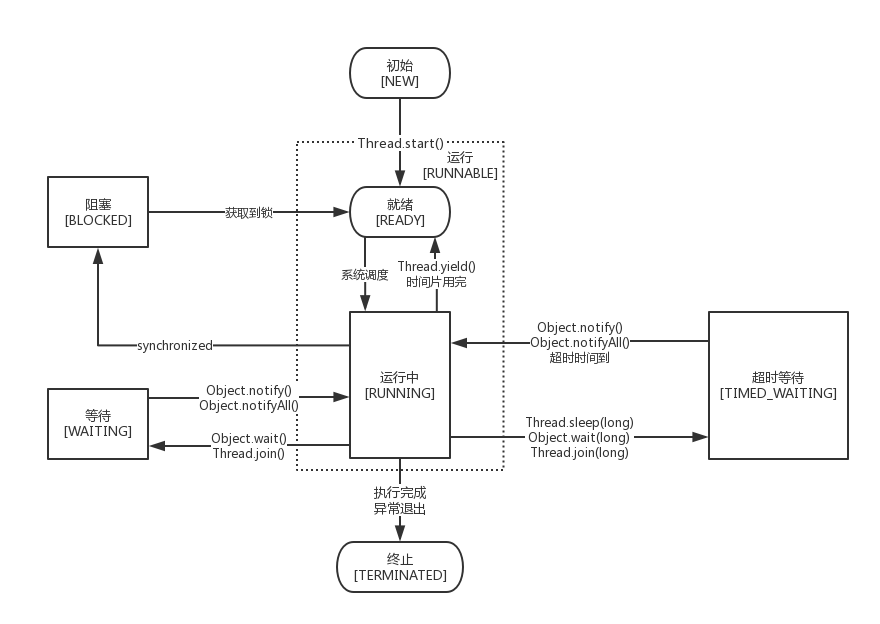 初始
[NEW]
Thread.start()
运行
[RUNNABLE]
阻塞
[BLOCKED]
获取到锁
就绪
[READY]
系统调度
Thread.yield()
时间片用完
synchronized
运行中
[RUNNING]
Object.notify()
Object.notifyAll()
超时时间到
超时等待
[TIMED_WAITING]
等待
[WAITING]
Object.notify()
Object.notifyAll()
Object.wait()
Thread.join()
Thread.sleep(long)
Object.wait(long)
Thread.join(long)
执行完成
异常退出
终止
[TERMINATED]